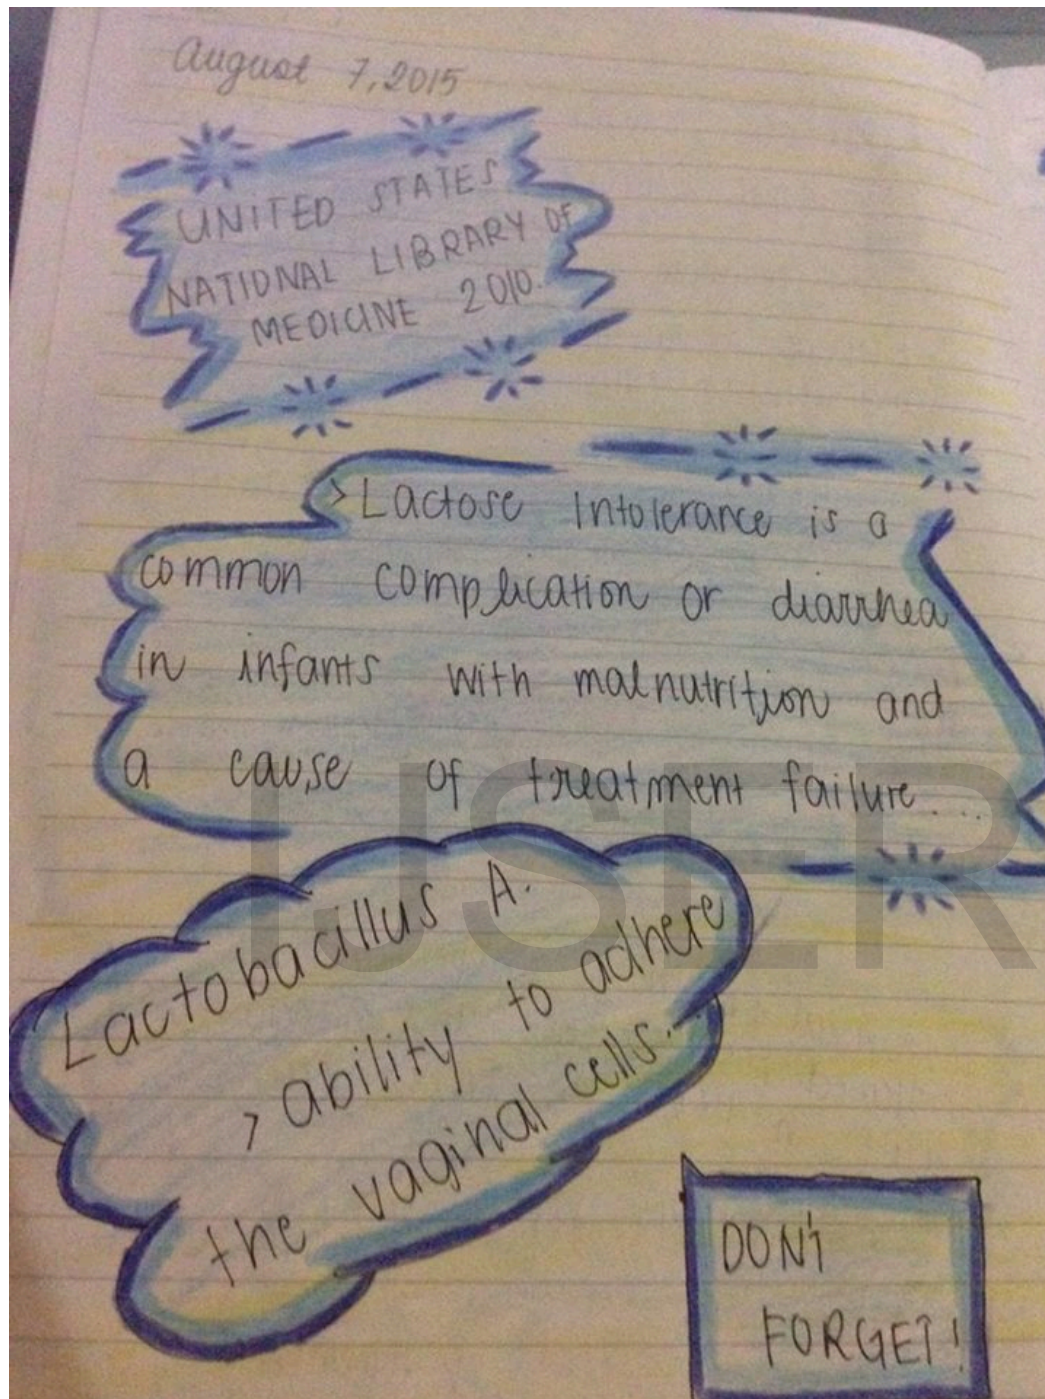 August 7, 2015
UNITED STATES
NATIONAL LIBRARY OF
MEDICINE 2010.
> Lactose Intolerance is a
common complication or diarrhea
in infants with malnutrition and
a cause of treatment failure...
IJSER
Lactobacillus A.
> ability to adhere
the vaginal cells.
DON'T
FORGET!